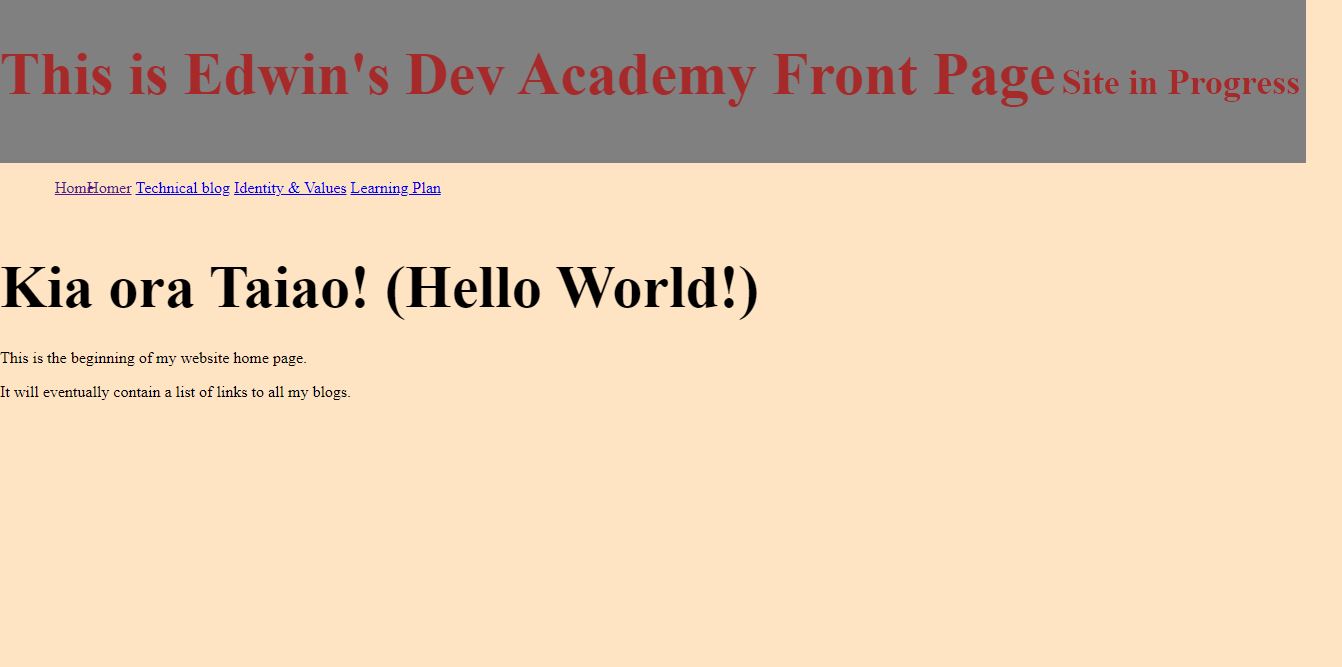 This is Edwin's Dev Academy Front Page Site in Progress
Home Homer Technical blog Identity & Values Learning Plan
Kia ora Taiao! (Hello World!)
This is the beginning of my website home page.
It will eventually contain a list of links to all my blogs.